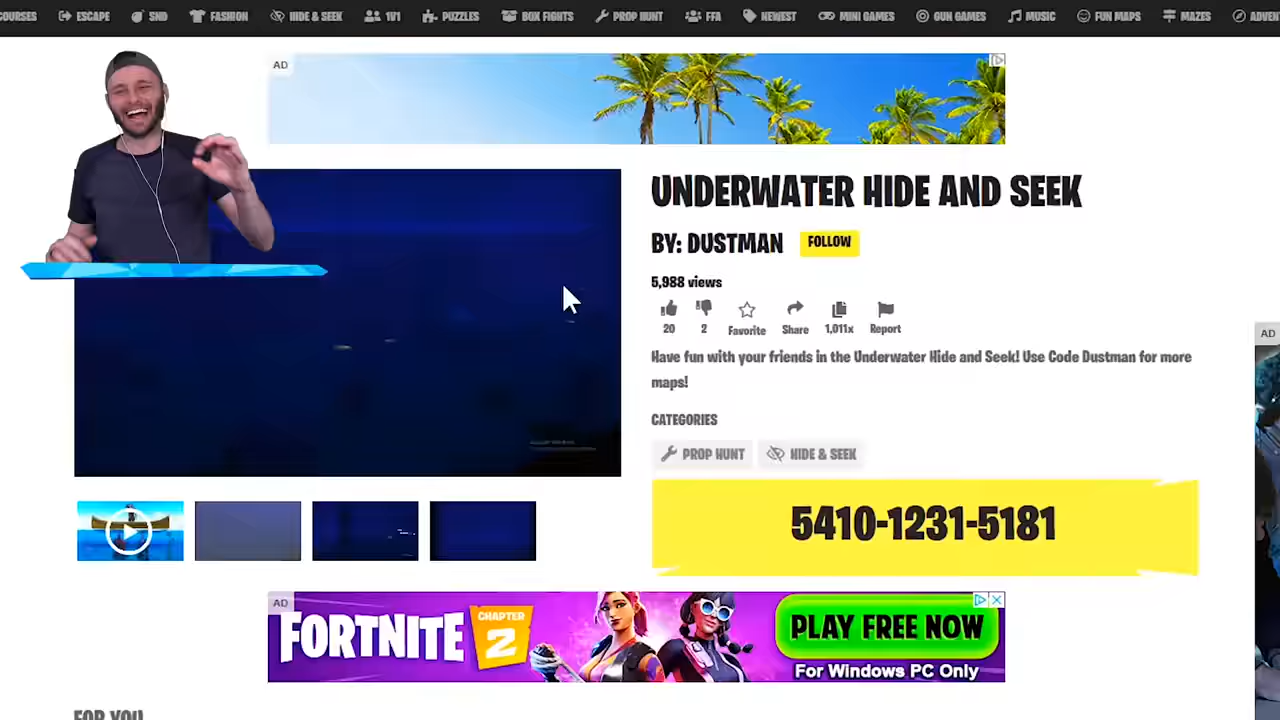 OURSES
ESCAPE
SND
FASHION
HIDE & SEEK
1V1
PUZZLES
BOX FIGHTS
PROP HUNT
FFA
NEWEST
MINI GAMES
GUN GAMES
MUSIC
FUN MAPS
MAZES
ADVEN
AD
UNDERWATER HIDE AND SEEK
BY: DUSTMAN FOLLOW
5,988 views
20 2 Favorite Share 1,011x Report
AD
Have fun with your friends in the Underwater Hide and Seek! Use Code Dustman for more
maps!
CATEGORIES
PROP HUNT HIDE & SEEK
5410-1231-5181
AD
FORTNITE CHAPTER 2
PLAY FREE NOW
For Windows PC Only
FOR YOU